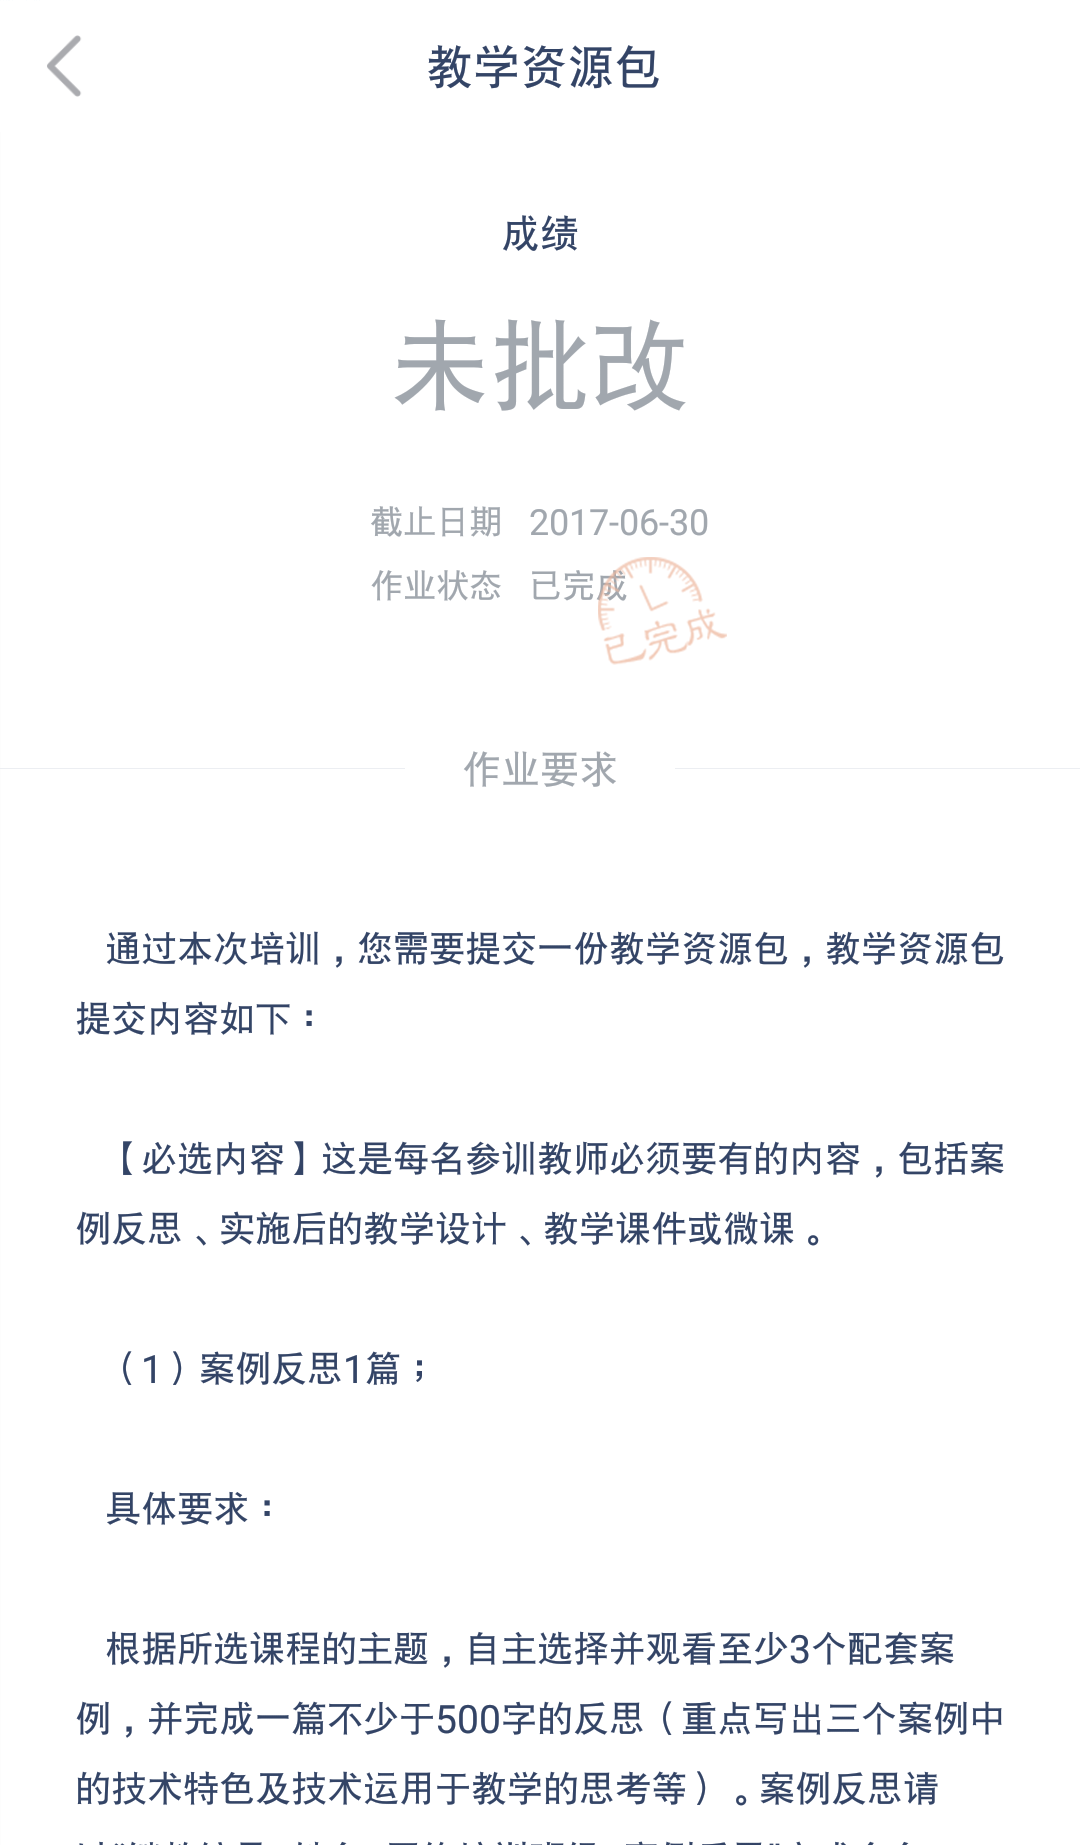 教学资源包
成绩
未批改
截止日期 2017-06-30
作业状态 已完成
已完成
作业要求
通过本次培训，您需要提交一份教学资源包，教学资源包
提交内容如下：
【必选内容】这是每名参训教师必须要有的内容，包括案
例反思、实施后的教学设计、教学课件或微课。
（1）案例反思1篇；
具体要求：
根据所选课程的主题，自主选择并观看至少3个配套案
例，并完成一篇不少于500字的反思（重点写出三个案例中
的技术特色及技术运用于教学的思考等）。案例反思请